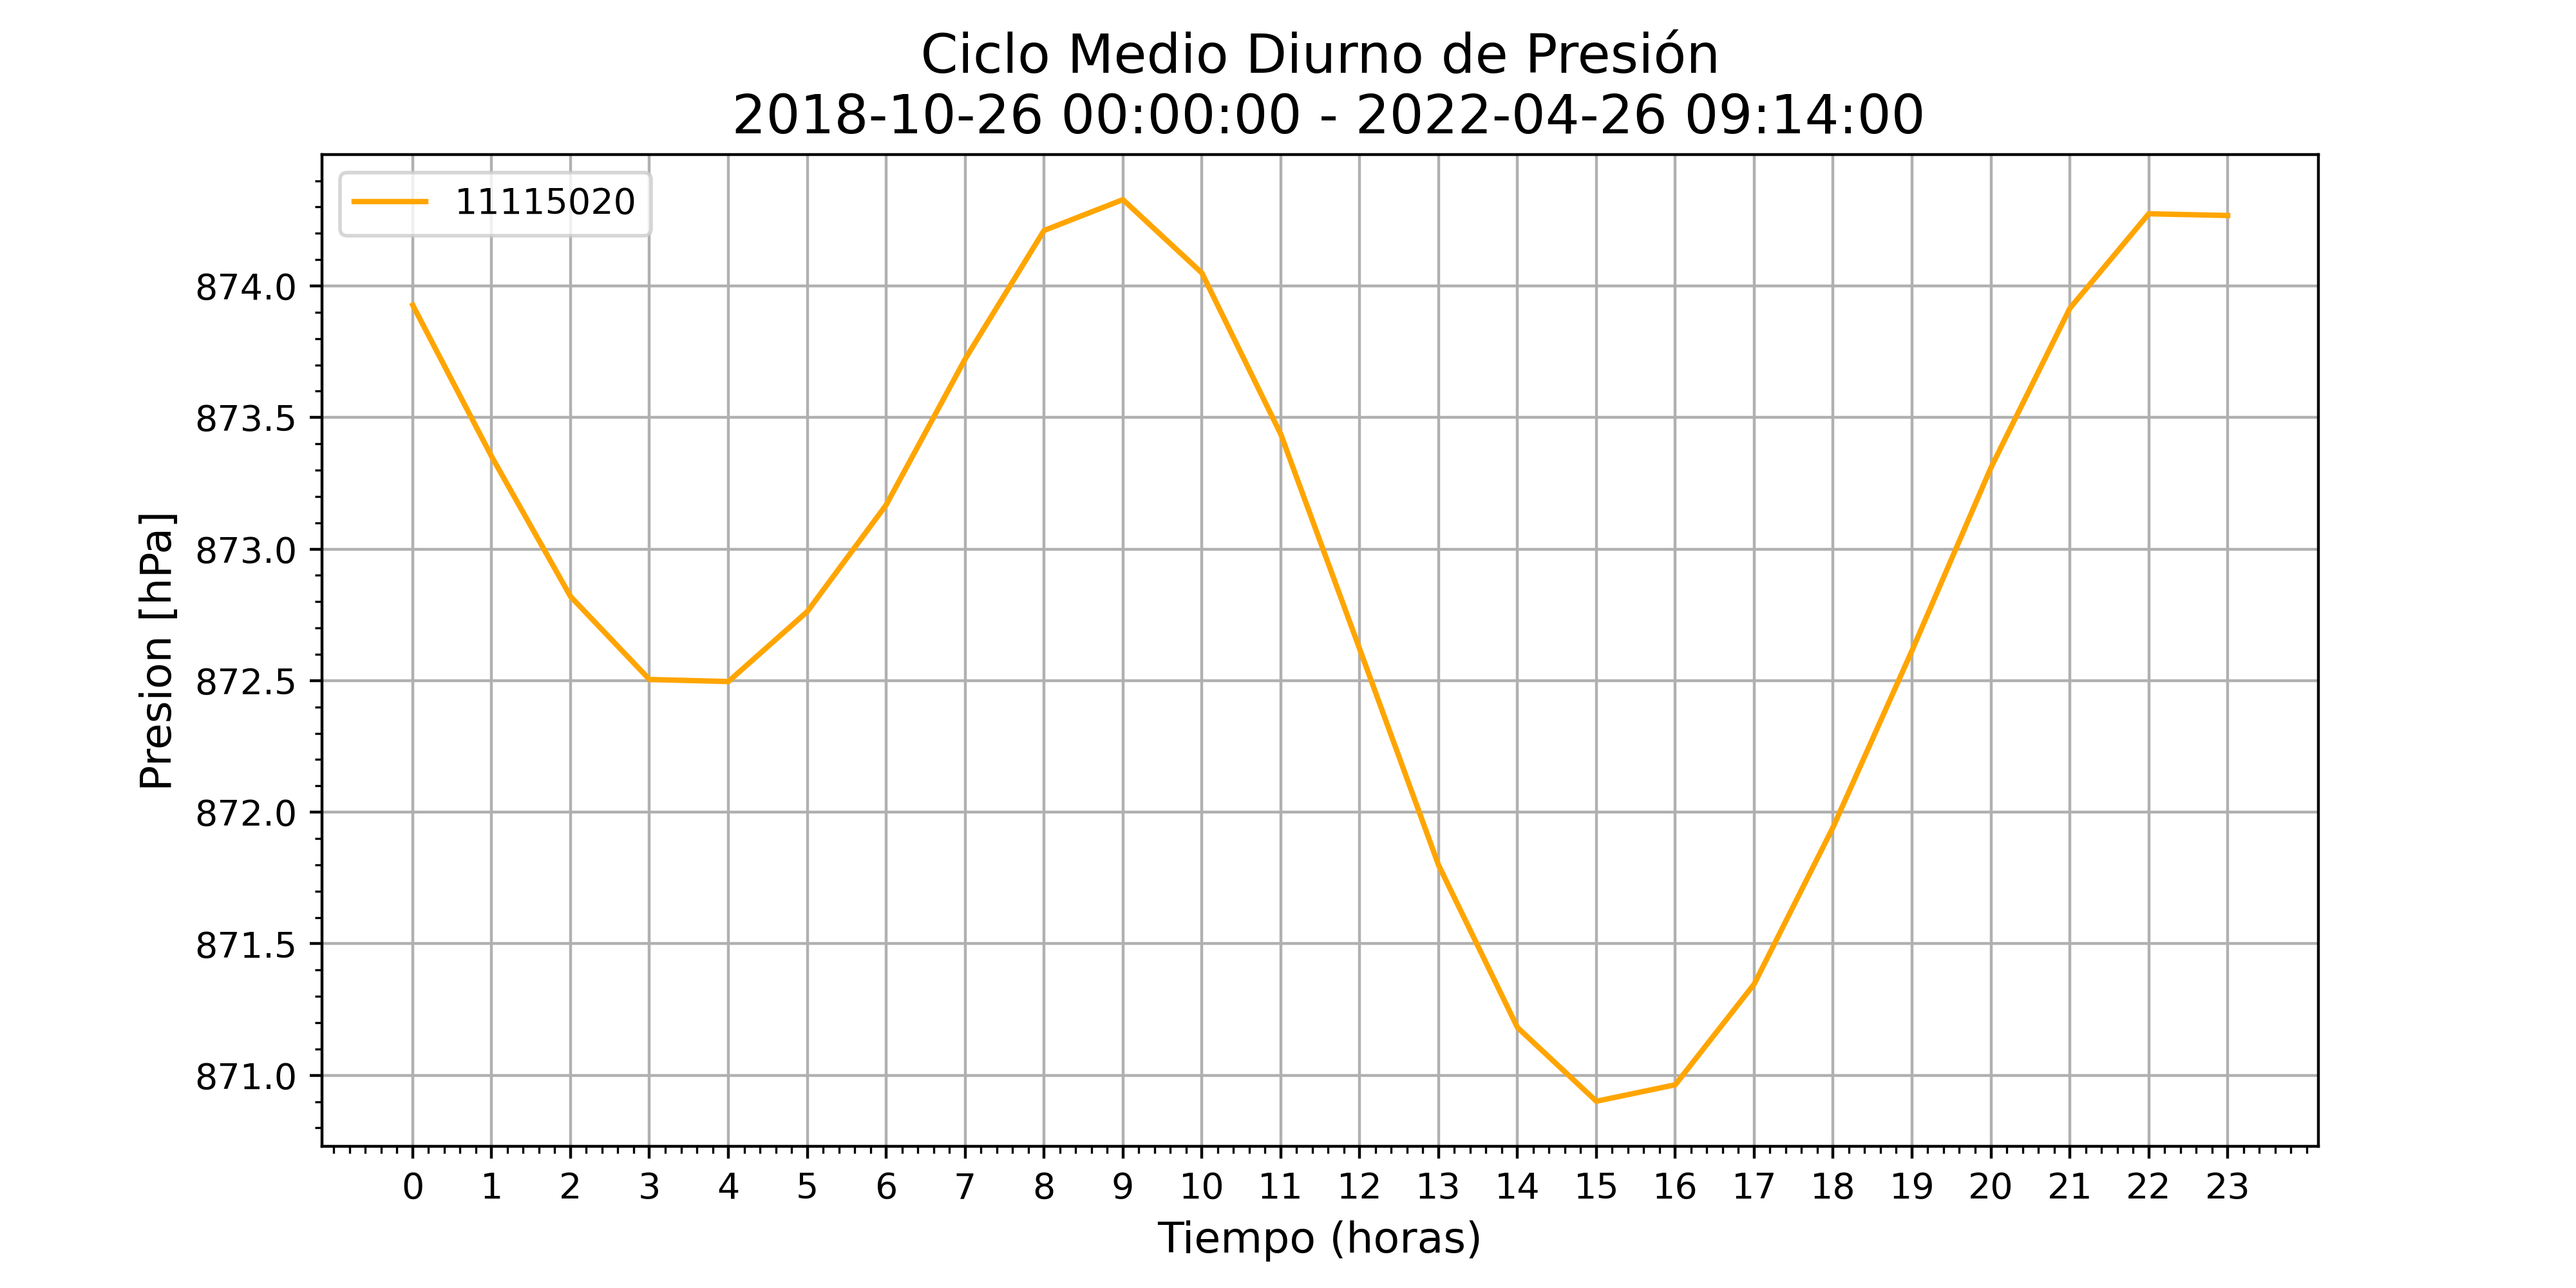 Ciclo Medio Diurno de Presión
2018-10-26 00:00:00 - 2022-04-26 09:14:00
11115020
874.0
873.5
873.0
872.5
872.0
871.5
871.0
Presion [hPa]
0 1 2 3 4 5 6 7 8 9 10 11 12 13 14 15 16 17 18 19 20 21 22 23
Tiempo (horas)